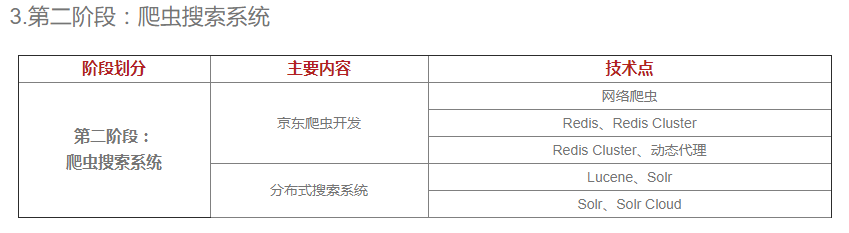 3.第二阶段：爬虫搜索系统
阶段划分 主要内容 技术点
第二阶段：
爬虫搜索系统
京东爬虫开发
网络爬虫
Redis、Redis Cluster
Redis Cluster、动态代理
分布式搜索系统
Lucene、Solr
Solr、Solr Cloud